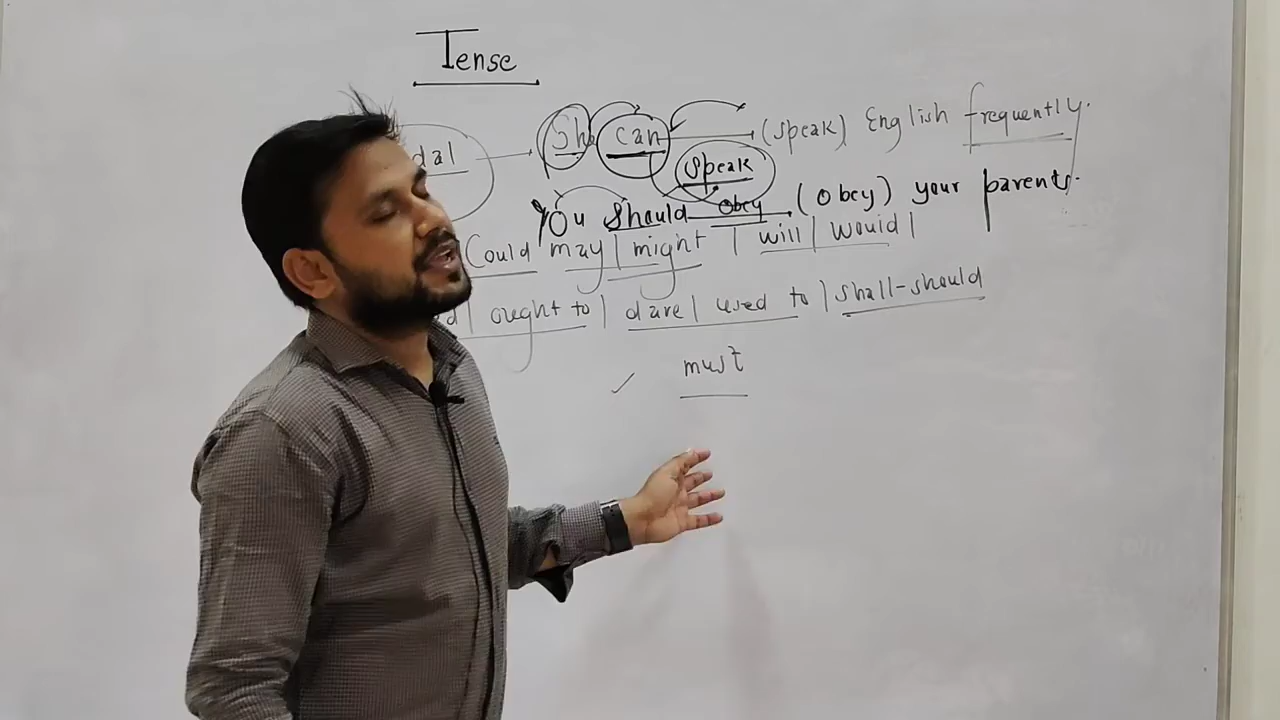 Tense
dal She can (speak) English frequently.
speak
You should obey (obey) your parents.
Could may | might | will | would |
d | ought to | dare | used to | shall-should
✓ must